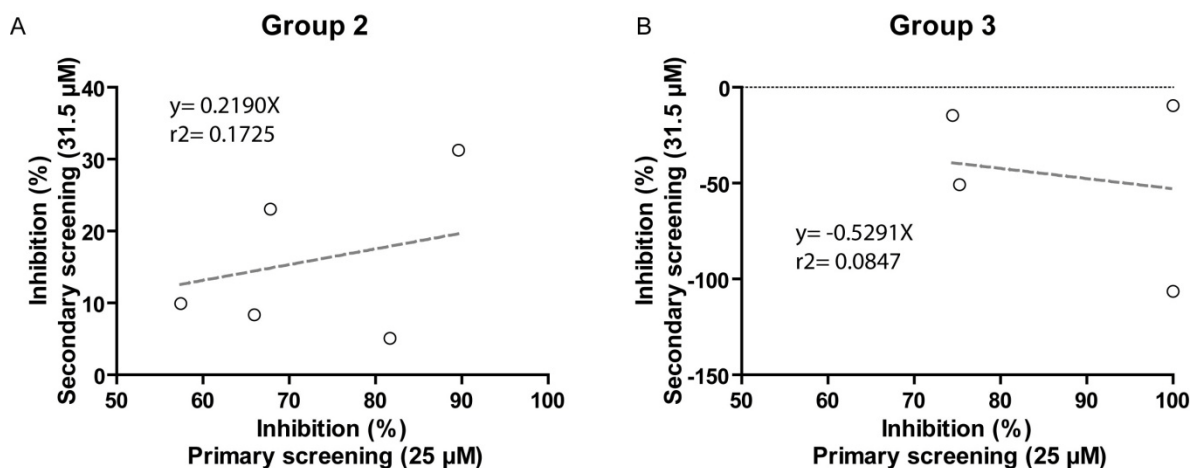 A
Group 2
Inhibition (%)
Secondary screening (31.5 µM)
40
30
20
10
0
y= 0.2190X
r2= 0.1725
50 60 70 80 90 100
Inhibition (%)
Primary screening (25 µM)
B
Group 3
Inhibition (%)
Secondary screening (31.5 µM)
0
-50
-100
-150
y= -0.5291X
r2= 0.0847
50 60 70 80 90 100
Inhibition (%)
Primary screening (25 µM)